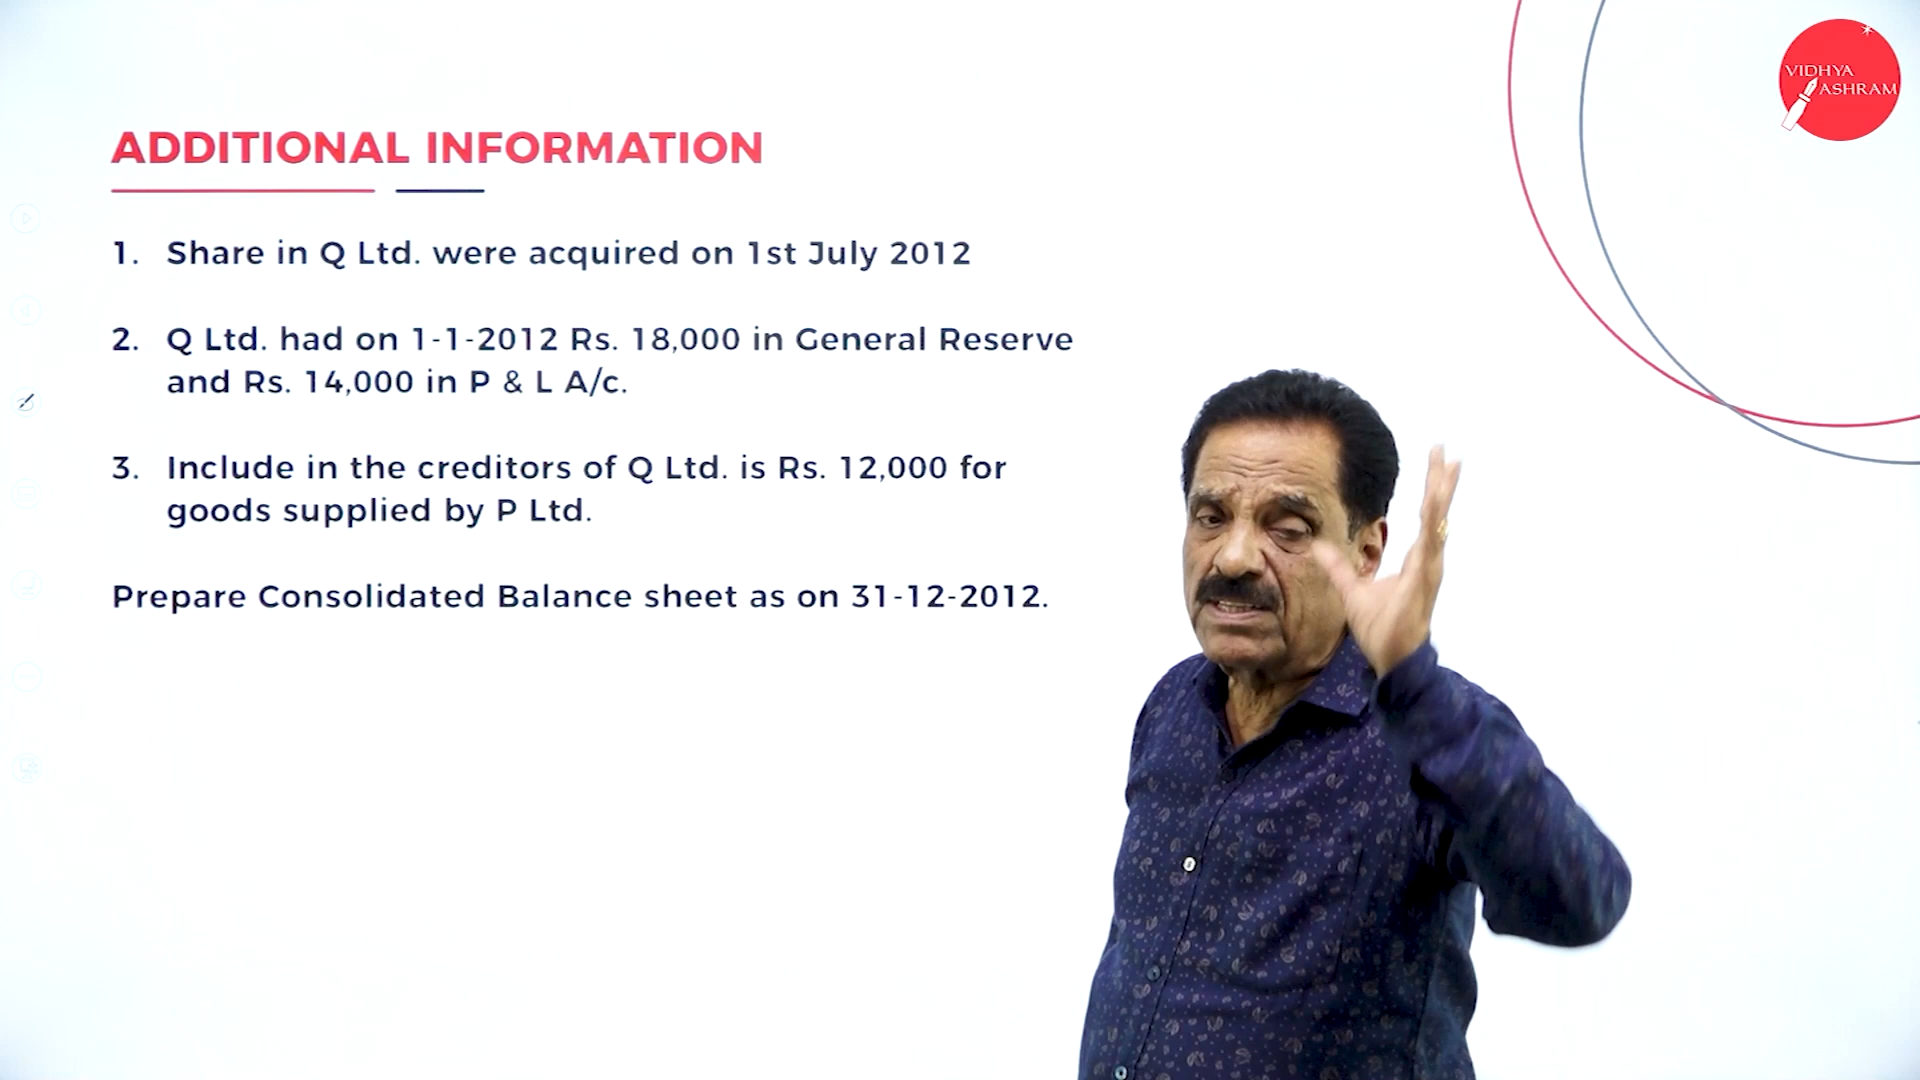 VIDHYA
ASHRAM
ADDITIONAL INFORMATION
1. Share in Q Ltd. were acquired on 1st July 2012
2. Q Ltd. had on 1-1-2012 Rs. 18,000 in General Reserve
and Rs. 14,000 in P & L A/c.
3. Include in the creditors of Q Ltd. is Rs. 12,000 for
goods supplied by P Ltd.
Prepare Consolidated Balance sheet as on 31-12-2012.